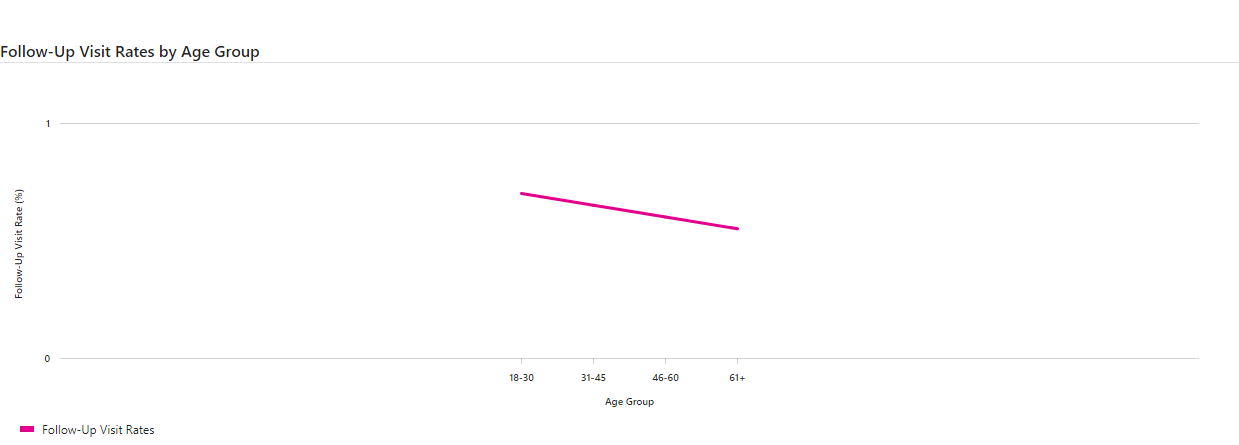 Follow-Up Visit Rates by Age Group
1
Follow-Up Visit Rate (%)
0
18-30 31-45 46-60 61+
Age Group
Follow-Up Visit Rates